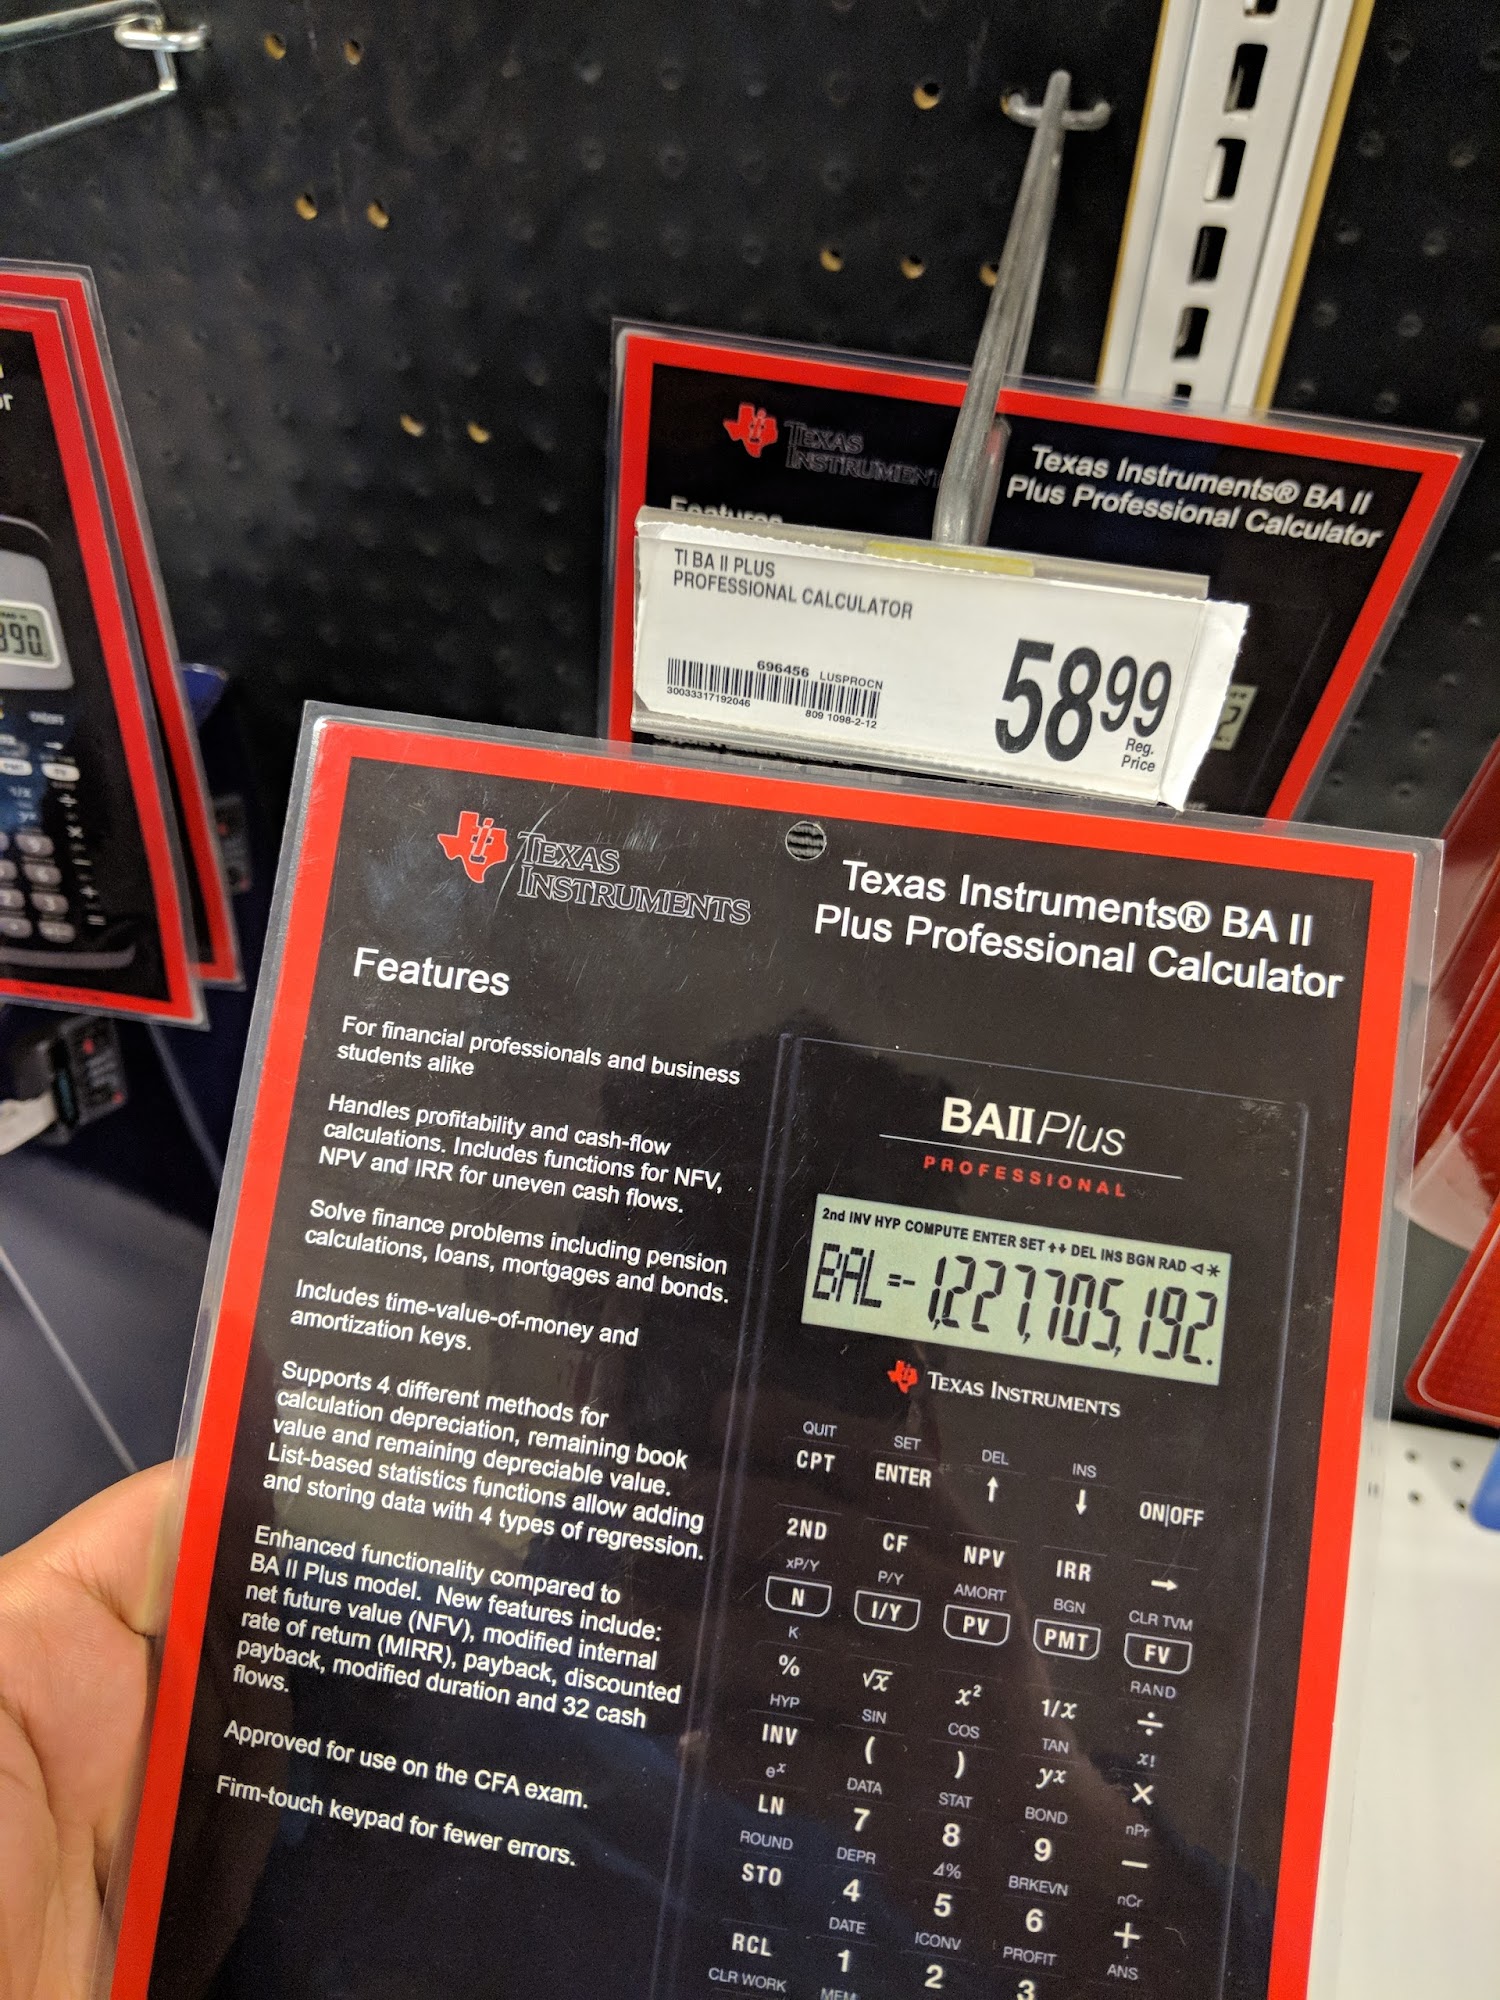 TEXAS
INSTRUMENT
Texas Instruments® BA II
Plus Professional Calculator
Features
TI BA II PLUS
PROFESSIONAL CALCULATOR
696456 LUSPROCN
30033317192046
809 1098-2-12
58 99
Reg.
Price
TEXAS
INSTRUMENTS
Texas Instruments® BA II
Plus Professional Calculator
Features
For financial professionals and business
students alike
Handles profitability and cash-flow
calculations. Includes functions for NFV,
NPV and IRR for uneven cash flows.
Solve finance problems including pension
calculations, loans, mortgages and bonds.
Includes time-value-of-money and
amortization keys.
Supports 4 different methods for
calculation depreciation, remaining book
value and remaining depreciable value.
List-based statistics functions allow adding
and storing data with 4 types of regression.
Enhanced functionality compared to
BA II Plus model. New features include:
net future value (NFV), modified internal
rate of return (MIRR), payback, discounted
payback, modified duration and 32 cash
flows.
Approved for use on the CFA exam.
Firm-touch keypad for fewer errors.
BAII Plus
PROFESSIONAL
2nd INV HYP COMPUTE ENTER SET ↑↓ DEL INS BGN RAD ◁ *
BAL=-1,227,705,192.
TEXAS INSTRUMENTS
QUIT SET DEL INS
CPT ENTER ↑ ↓ ON|OFF
2ND CF NPV IRR →
xP/Y P/Y AMORT BGN CLR TVM
N I/Y PV PMT FV
K RAND
% √x x² 1/x ÷
HYP SIN COS TAN x!
INV ( ) yx ×
eˣ DATA STAT BOND nPr
LN 7 8 9 −
ROUND DEPR Δ% BRKEVN nCr
STO 4 5 6 +
DATE ICONV PROFIT ANS
RCL 1 2 3
CLR WORK MEM